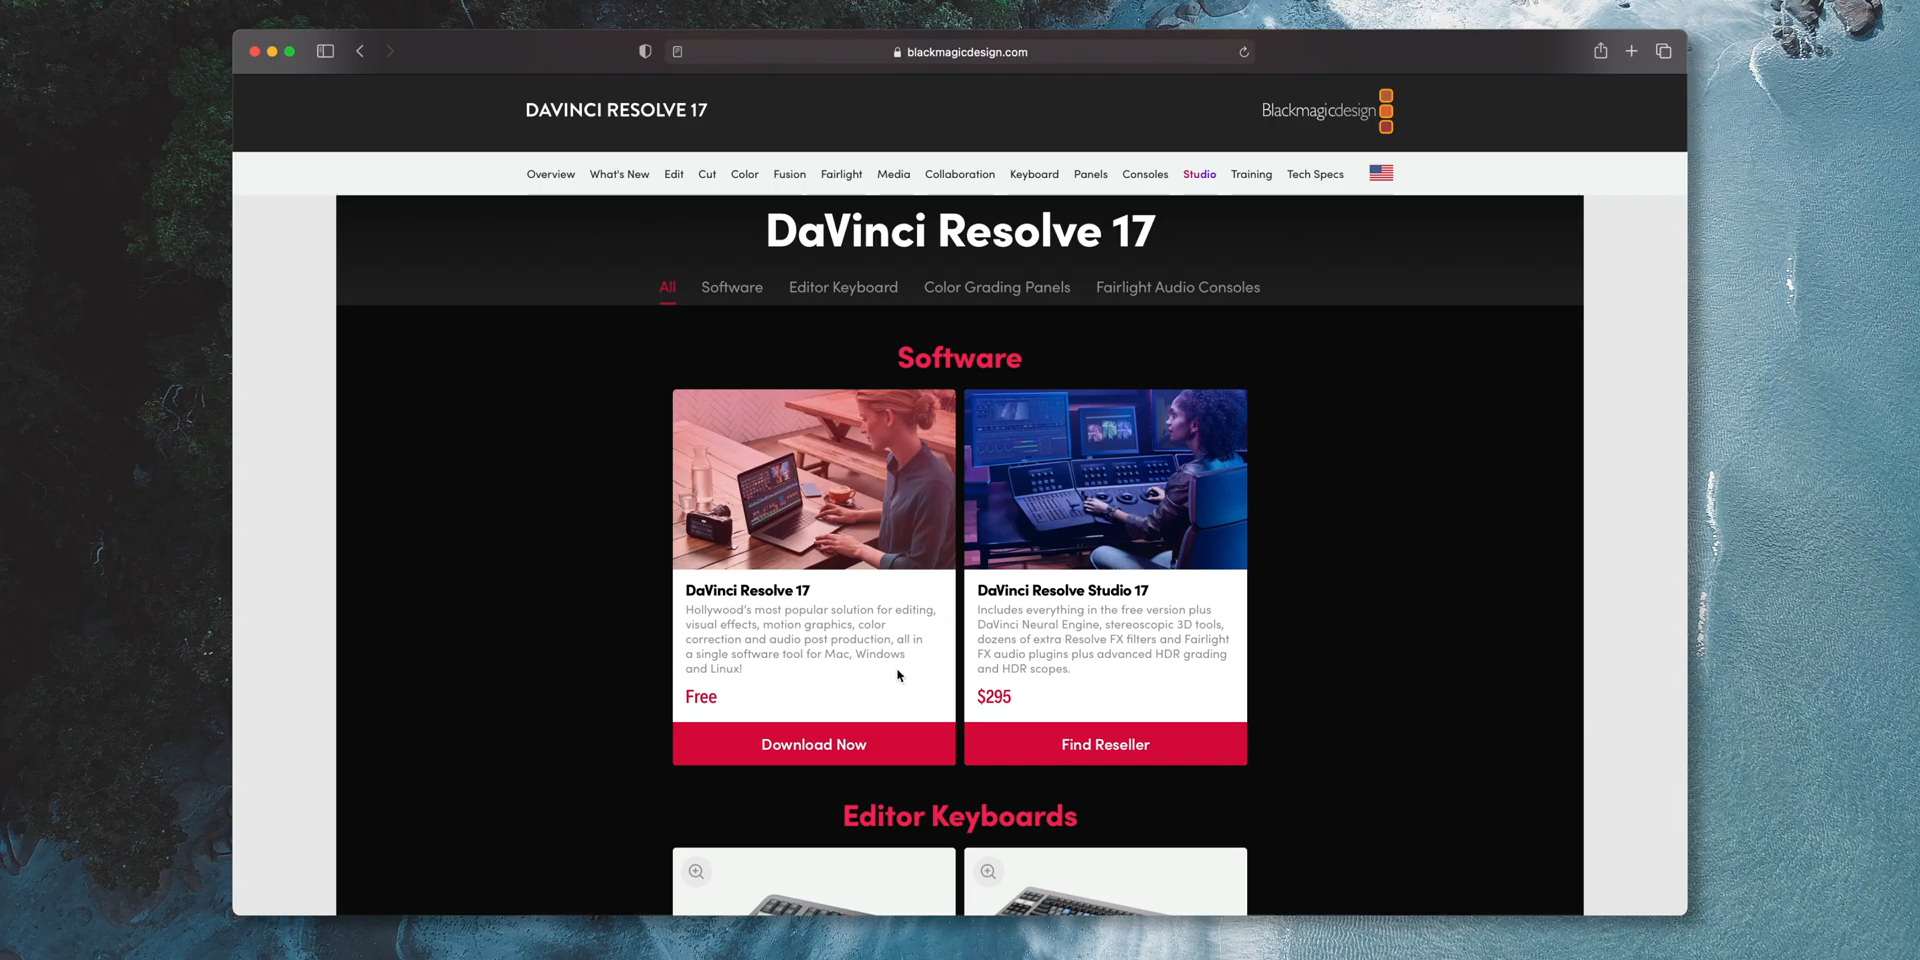 blackmagicdesign.com
DAVINCI RESOLVE 17
Blackmagicdesign
Overview What's New Edit Cut Color Fusion Fairlight Media Collaboration Keyboard Panels Consoles Studio Training Tech Specs
DaVinci Resolve 17
All Software Editor Keyboard Color Grading Panels Fairlight Audio Consoles
Software
DaVinci Resolve 17
Hollywood's most popular solution for editing,
visual effects, motion graphics, color
correction and audio post production, all in
a single software tool for Mac, Windows
and Linux!
Free
Download Now
DaVinci Resolve Studio 17
Includes everything in the free version plus
DaVinci Neural Engine, stereoscopic 3D tools,
dozens of extra Resolve FX filters and Fairlight
FX audio plugins plus advanced HDR grading
and HDR scopes.
$295
Find Reseller
Editor Keyboards